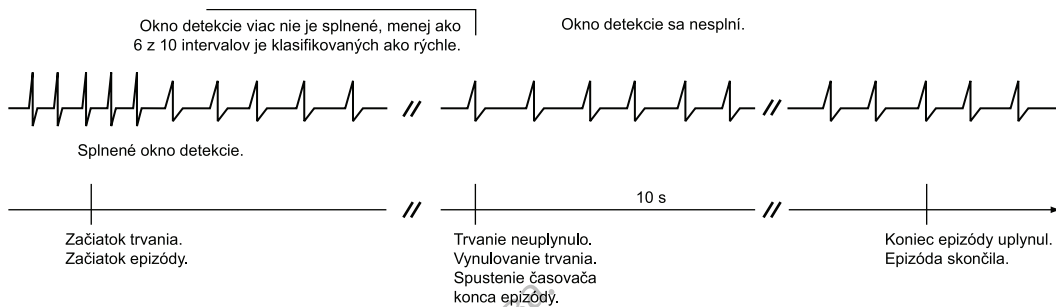 Okno detekcie viac nie je splnené, menej ako
6 z 10 intervalov je klasifikovaných ako rýchle.
Okno detekcie sa nesplní.
Splnené okno detekcie.
10 s
Začiatok trvania.
Začiatok epizódy.
Trvanie neuplynulo.
Vynulovanie trvania.
Spustenie časovača
konca epizódy.
Koniec epizódy uplynul.
Epizóda skončila.